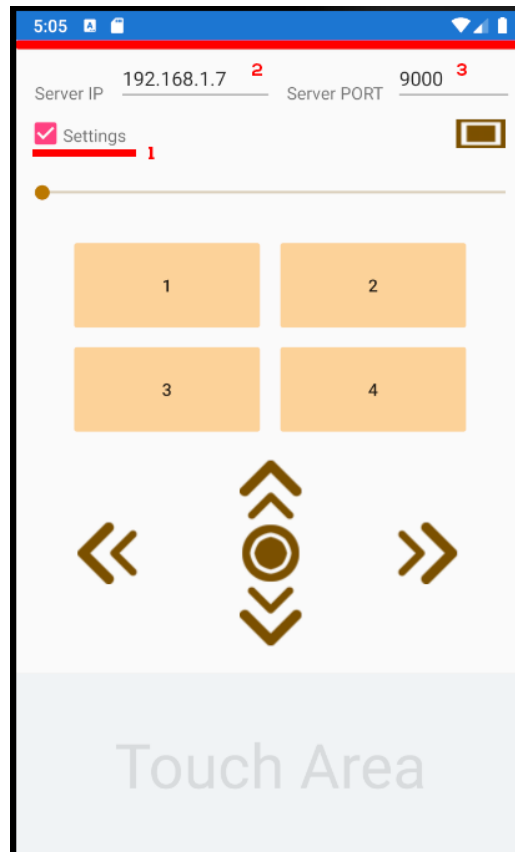 5:05 A
192.168.1.7 2 9000 3
Server IP Server PORT
Settings
1
1 2
3 4
Touch Area